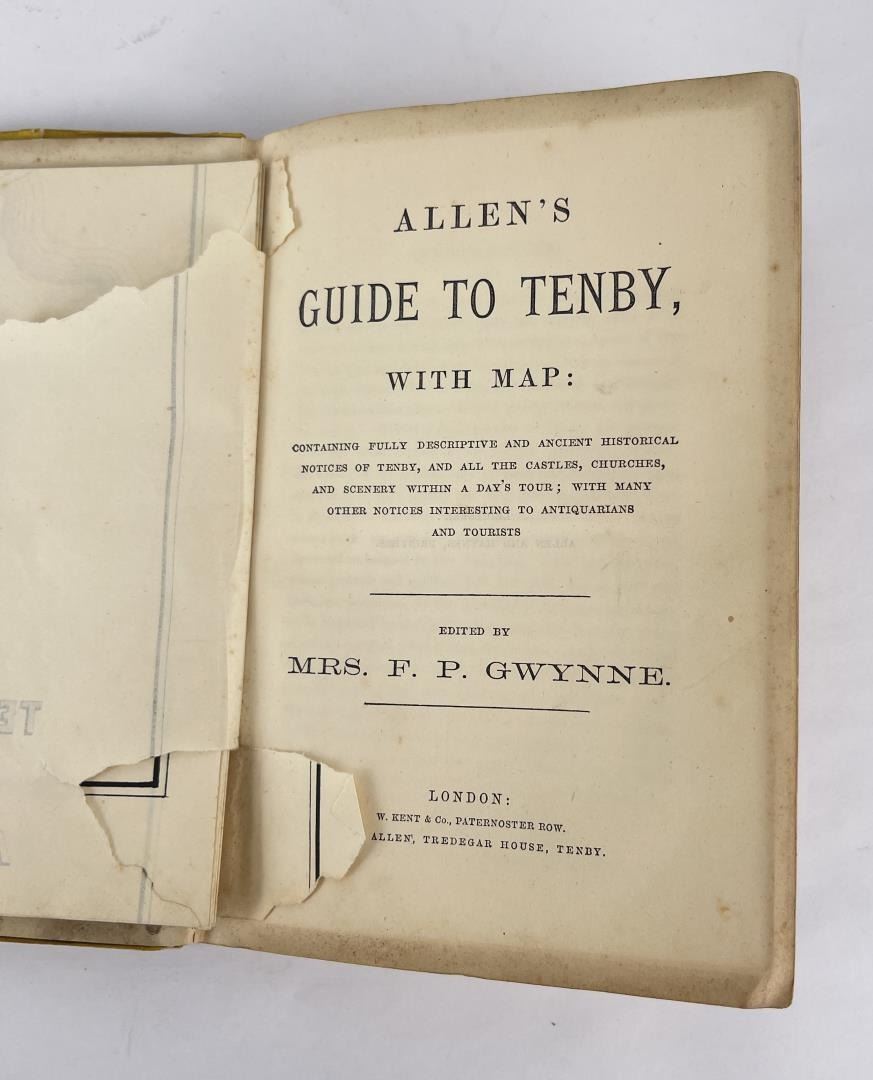 ALLEN'S
GUIDE TO TENBY,
WITH MAP:
CONTAINING FULLY DESCRIPTIVE AND ANCIENT HISTORICAL
NOTICES OF TENBY, AND ALL THE CASTLES, CHURCHES,
AND SCENERY WITHIN A DAY'S TOUR; WITH MANY
OTHER NOTICES INTERESTING TO ANTIQUARIANS
AND TOURISTS
EDITED BY
MRS. F. P. GWYNNE.
LONDON:
W. KENT & Co., PATERNOSTER ROW.
ALLEN, TREDEGAR HOUSE, TENBY.